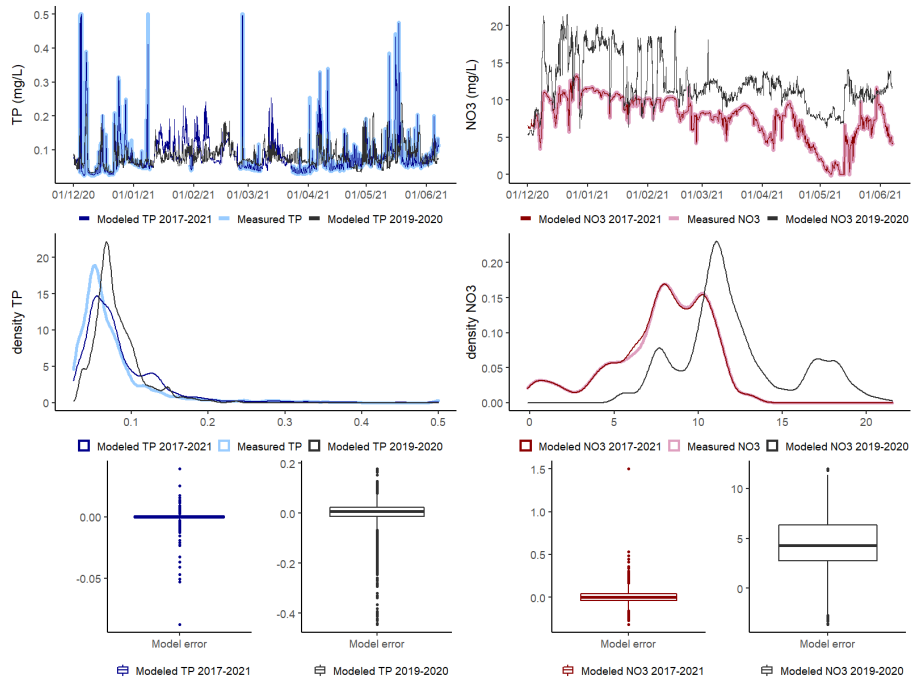 TP (mg/L)
0.5
0.4
0.3
0.2
0.1
01/12/20 01/01/21 01/02/21 01/03/21 01/04/21 01/05/21 01/06/21
Modeled TP 2017-2021 Measured TP Modeled TP 2019-2020
NO3 (mg/L)
20
15
10
5
0
01/12/20 01/01/21 01/02/21 01/03/21 01/04/21 01/05/21 01/06/21
Modeled NO3 2017-2021 Measured NO3 Modeled NO3 2019-2020
density TP
20
15
10
5
0
0.1 0.2 0.3 0.4 0.5
Modeled TP 2017-2021 Measured TP Modeled TP 2019-2020
density NO3
0.20
0.15
0.10
0.05
0.00
0 5 10 15 20
Modeled NO3 2017-2021 Measured NO3 Modeled NO3 2019-2020
0.00
-0.05
Model error
Modeled TP 2017-2021
0.2
0.0
-0.2
-0.4
Model error
Modeled TP 2019-2020
1.5
1.0
0.5
0.0
Model error
Modeled NO3 2017-2021
10
5
0
Model error
Modeled NO3 2019-2020